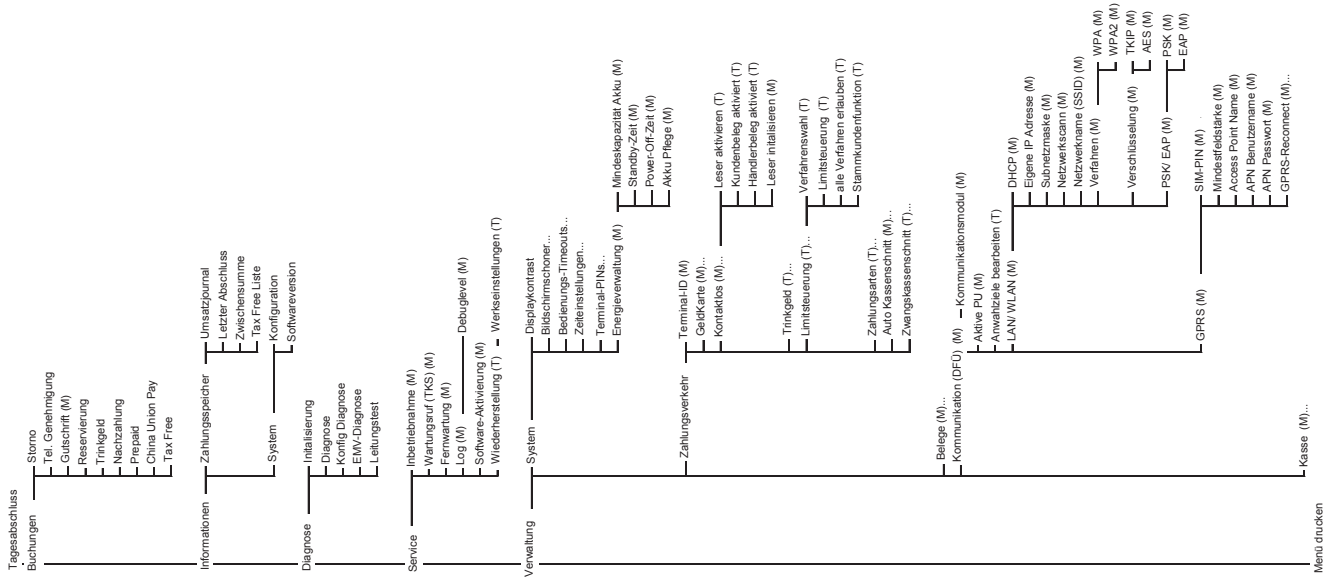 Tagesabschluss
Buchungen
Storno
Tel. Genehmigung
Gutschrift (M)
Reservierung
Trinkgeld
Nachzahlung
Prepaid
China Union Pay
Tax Free
Informationen
Zahlungsspeicher
Umsatzjournal
Letzter Abschluss
Zwischensumme
Tax Free Liste
System
Konfiguration
Softwareversion
Diagnose
Initalisierung
Diagnose
Konfig Diagnose
EMV-Diagnose
Leitungstest
Service
Inbetriebnahme (M)
Wartungsruf (TKS) (M)
Fernwartung (M)
Log (M)
Debuglevel (M)
Software-Aktivierung (M)
Wiederherstellung (T)
Werkseinstellungen (T)
Verwaltung
System
Displaykontrast
Bildschirmschoner...
Bedienungs-Timeouts...
Zeiteinstellungen...
Terminal-PINs...
Energieverwaltung (M)
Mindeskapazität Akku (M)
Standby-Zeit (M)
Power-Off-Zeit (M)
Akku Pflege (M)
Zahlungsverkehr
Terminal-ID (M)
GeldKarte (M)...
Kontaktlos (M)...
Leser aktivieren (T)
Kundenbeleg aktiviert (T)
Händlerbeleg aktiviert (T)
Leser initalisieren (M)
Trinkgeld (T)...
Limitsteuerung (T)...
Verfahrenswahl (T)
Limitsteuerung (T)
alle Verfahren erlauben (T)
Stammkundenfunktion (T)
Zahlungsarten (T)...
Auto Kassenschnitt (M)...
Zwangskassenschnitt (T)...
Belege (M)...
Kommunikation (DFÜ) (M)
Kommunikationsmodul (M)
Aktive PU (M)
Anwahlziele bearbeiten (T)
LAN/ WLAN (M)
DHCP (M)
Eigene IP Adresse (M)
Subnetzmaske (M)
Netzwerkscann (M)
Netzwerkname (SSID) (M)
Verfahren (M)
WPA (M)
WPA2 (M)
Verschlüsselung (M)
TKIP (M)
AES (M)
PSK/ EAP (M)
PSK (M)
EAP (M)
GPRS (M)
SIM-PIN (M)
Mindestfeldstärke (M)
Access Point Name (M)
APN Benutzername (M)
APN Passwort (M)
GPRS-Reconnect (M)...
Kasse (M)...
Menü drucken